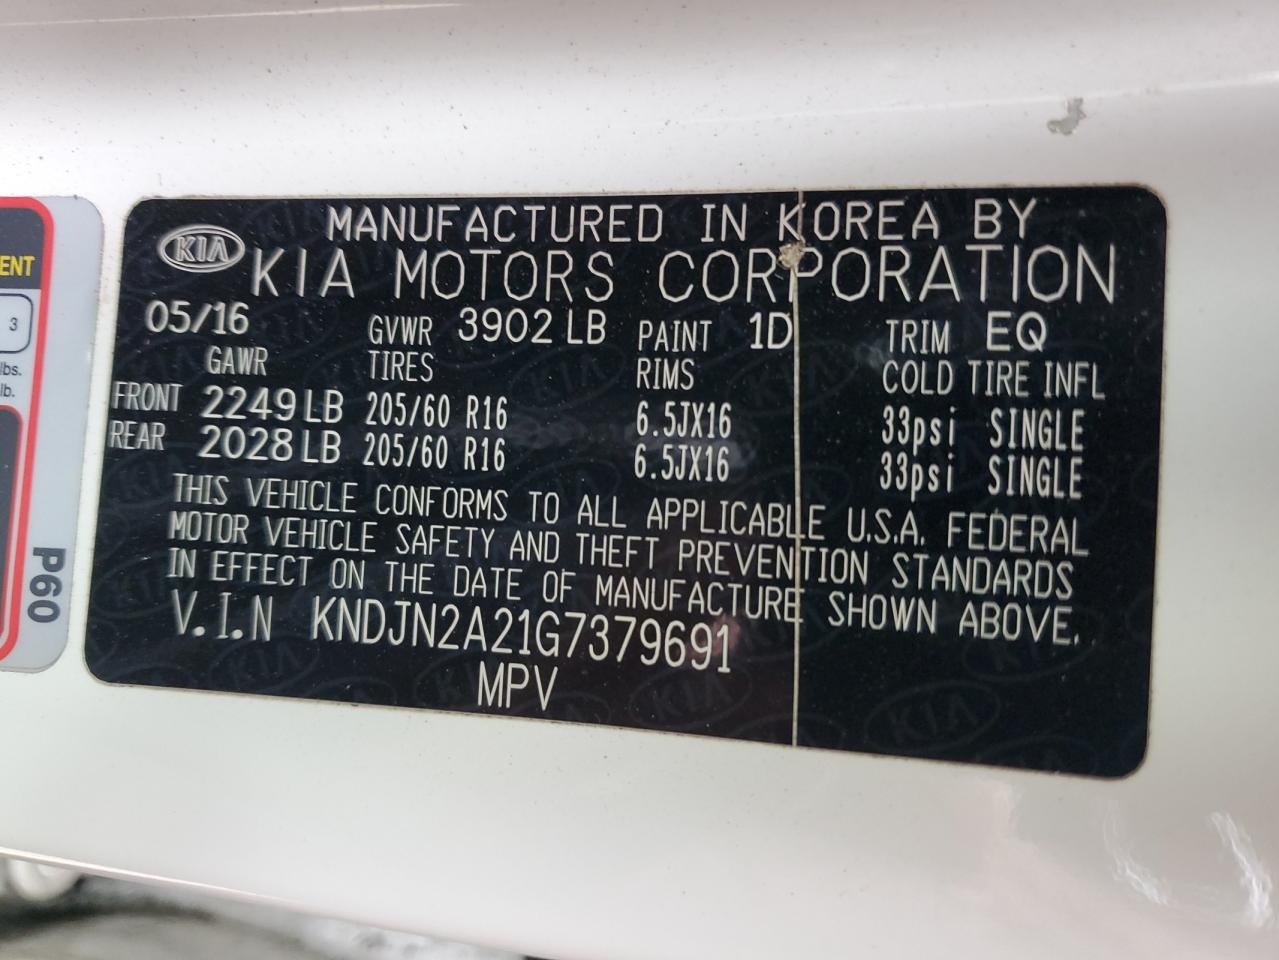 MANUFACTURED IN KOREA BY
KIA KIA MOTORS CORPORATION
05/16 GVWR 3902 LB PAINT 1D TRIM EQ
GAWR TIRES RIMS COLD TIRE INFL
FRONT 2249 LB 205/60 R16 6.5JX16 33psi SINGLE
REAR 2028 LB 205/60 R16 6.5JX16 33psi SINGLE
THIS VEHICLE CONFORMS TO ALL APPLICABLE U.S.A. FEDERAL
MOTOR VEHICLE SAFETY AND THEFT PREVENTION STANDARDS
IN EFFECT ON THE DATE OF MANUFACTURE SHOWN ABOVE.
V.I.N KNDJN2A21G7379691
MPV
3
lbs.
lb.
P60